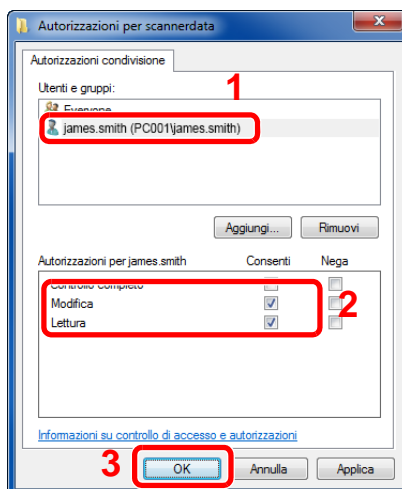 Autorizzazioni per scannerdata
Autorizzazioni condivisione
1
Utenti e gruppi:
Everyone
james.smith (PC001\james.smith)
Aggiungi... Rimuovi
Autorizzazioni per james.smith Consenti Nega
Controllo completo
Modifica
2
Lettura
Informazioni su controllo di accesso e autorizzazioni
3
OK Annulla Applica